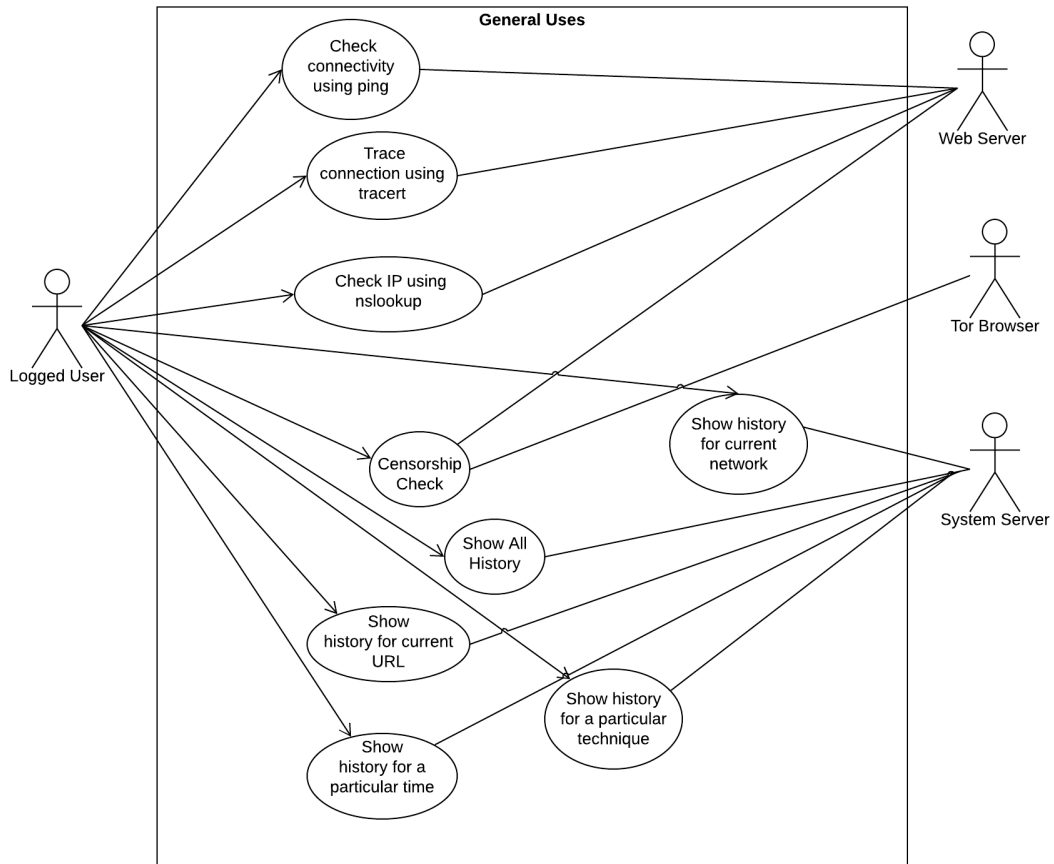 General Uses
Check
connectivity
using ping
Web Server
Trace
connection using
tracert
Check IP using
nslookup
Tor Browser
Logged User
Show history
for current
network
Censorship
Check
System Server
Show All
History
Show
history for current
URL
Show history
for a particular
technique
Show
history for a
particular time